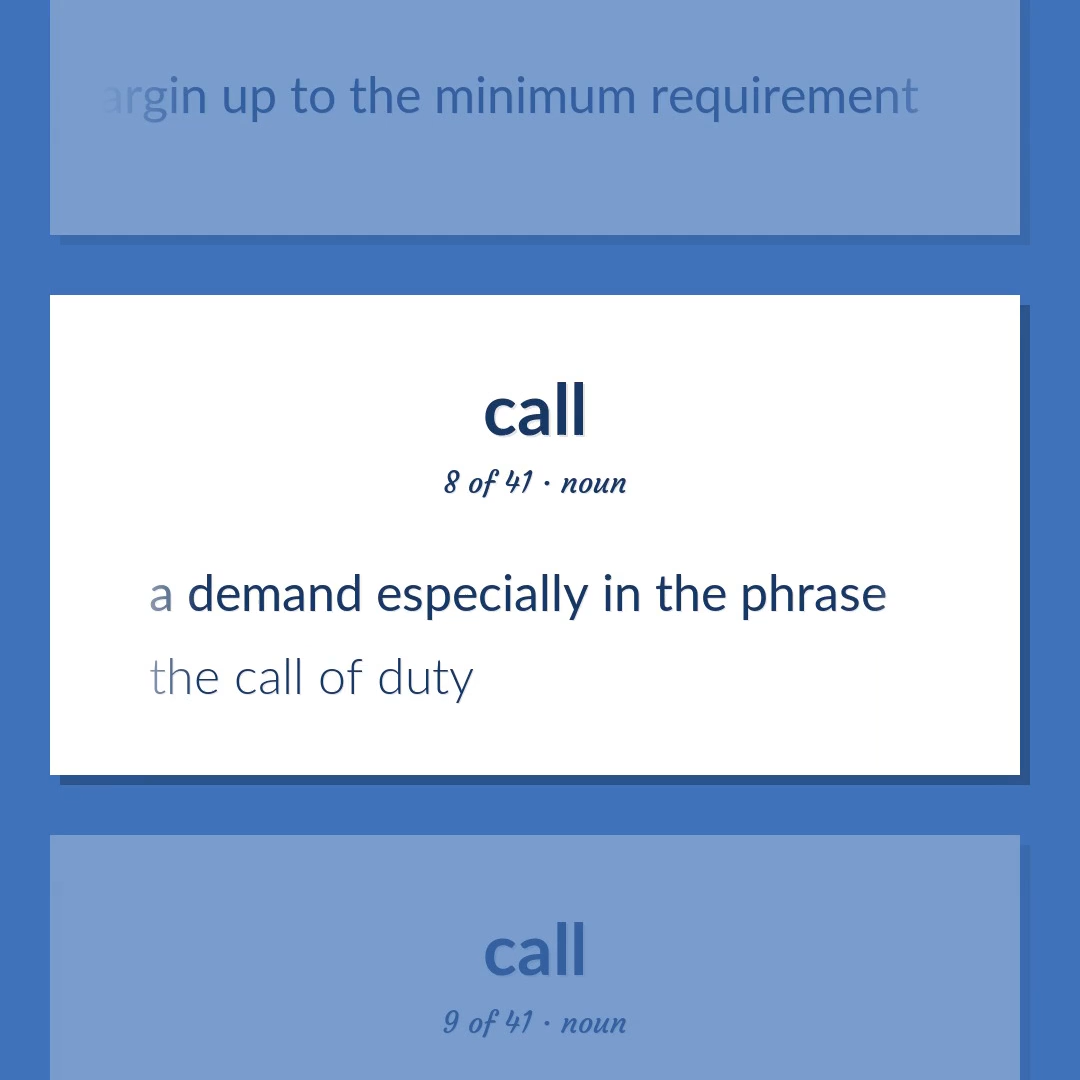 argin up to the minimum requirement
call
8 of 41 · noun
a demand especially in the phrase
the call of duty
call
9 of 41 · noun